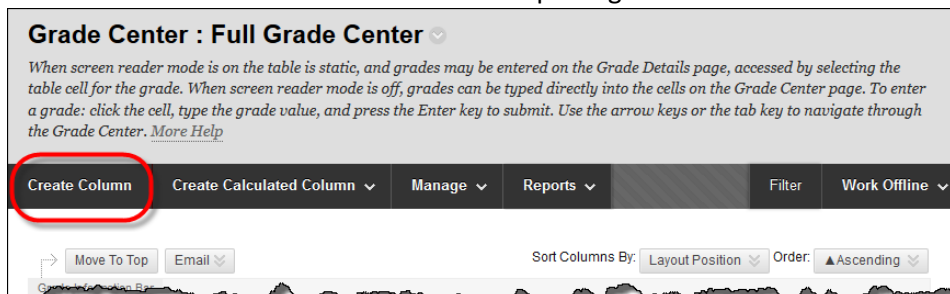 Grade Center : Full Grade Center
When screen reader mode is on the table is static, and grades may be entered on the Grade Details page, accessed by selecting the
table cell for the grade. When screen reader mode is off, grades can be typed directly into the cells on the Grade Center page. To enter
a grade: click the cell, type the grade value, and press the Enter key to submit. Use the arrow keys or the tab key to navigate through
the Grade Center. More Help
Create Column Create Calculated Column Manage Reports Filter Work Offline
Move To Top Email Sort Columns By: Layout Position Order: ▲Ascending
Bar